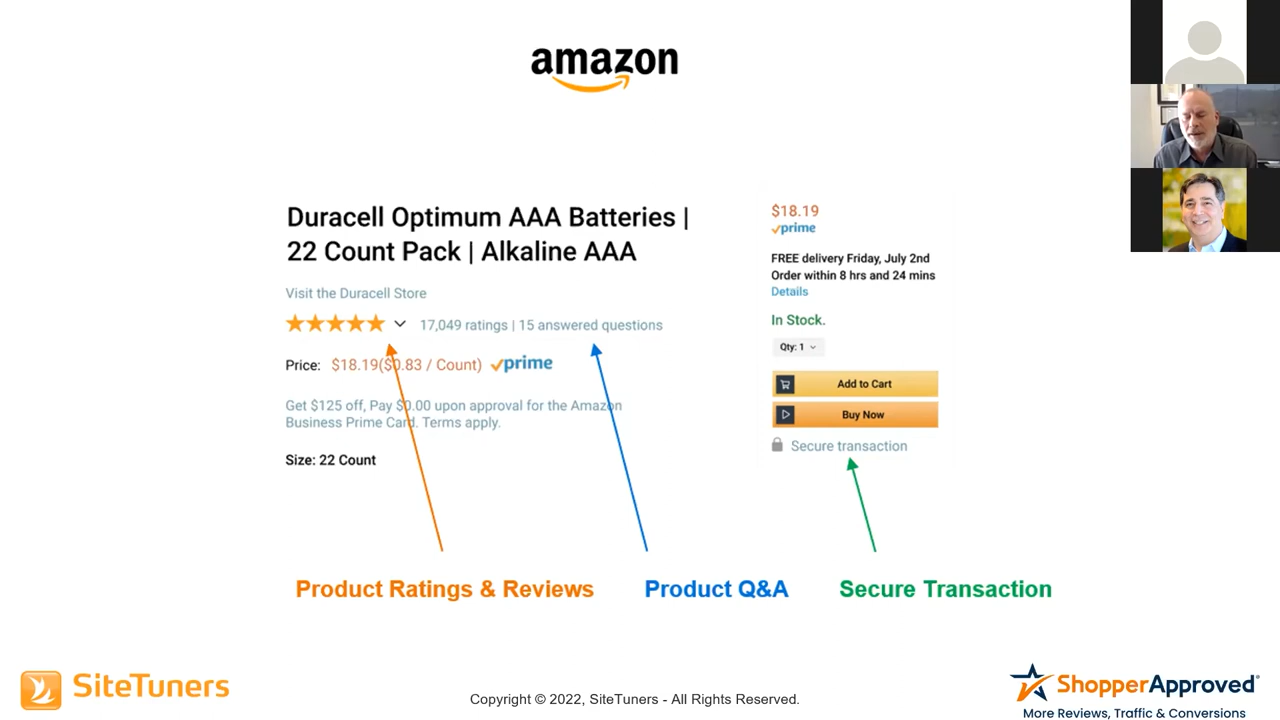 amazon
Duracell Optimum AAA Batteries |
22 Count Pack | Alkaline AAA
Visit the Duracell Store
17,049 ratings | 15 answered questions
Price: $18.19($0.83 / Count) prime
Get $125 off, Pay $0.00 upon approval for the Amazon
Business Prime Card. Terms apply.
Size: 22 Count
$18.19
prime
FREE delivery Friday, July 2nd
Order within 8 hrs and 24 mins
Details
In Stock.
Qty: 1
Add to Cart
Buy Now
Secure transaction
Product Ratings & Reviews
Product Q&A
Secure Transaction
SiteTuners
Copyright © 2022, SiteTuners - All Rights Reserved.
ShopperApproved
More Reviews, Traffic & Conversions